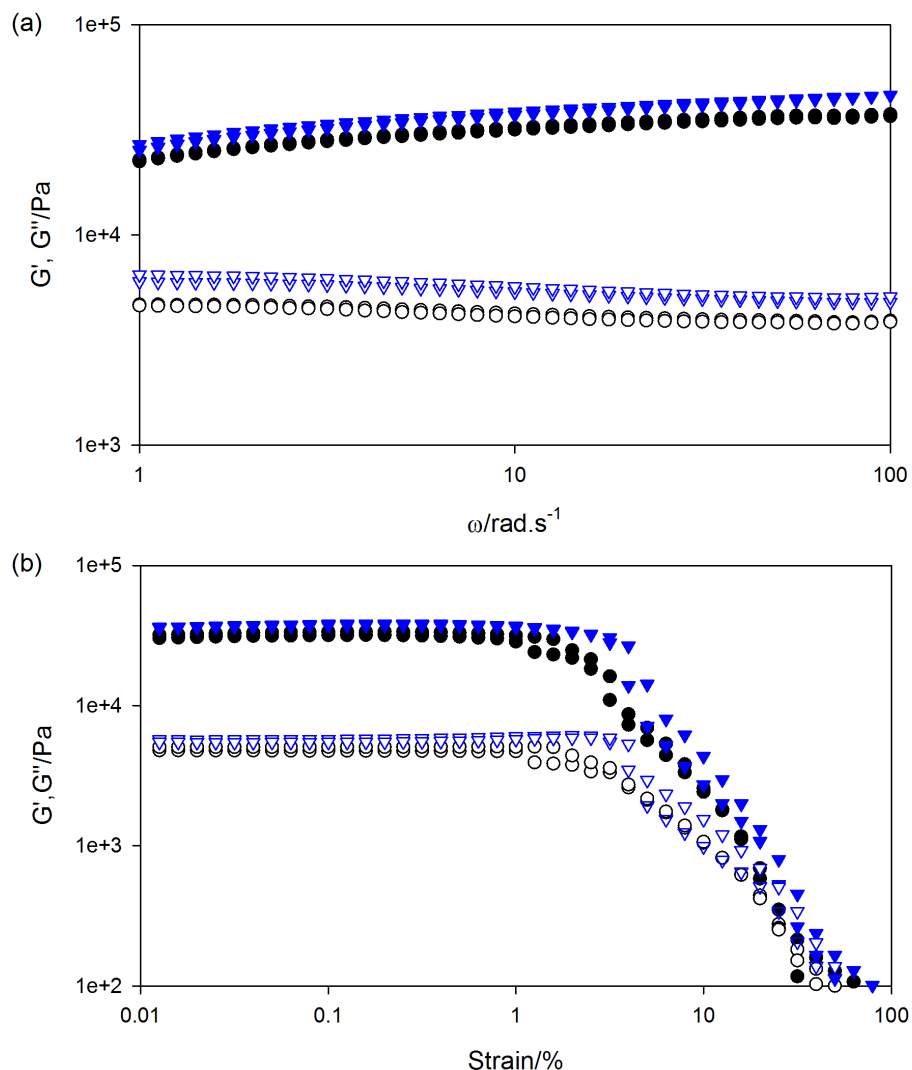 (a)
1e+5
1e+4
1e+3
G', G''/Pa
1 10 100
ω/rad.s⁻¹
(b)
1e+5
1e+4
1e+3
1e+2
G',G''/Pa
0.01 0.1 1 10 100
Strain/%